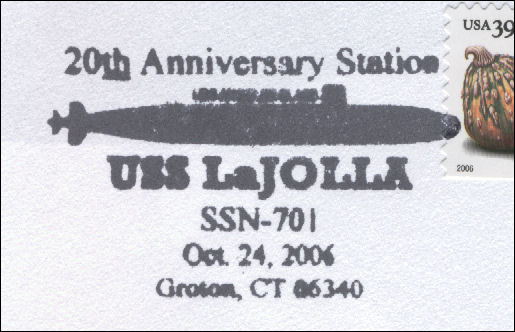 20th Anniversary Station
USA 39
2006
USS LaJOLLA
SSN-701
Oct. 24, 2006
Groton, CT 06340